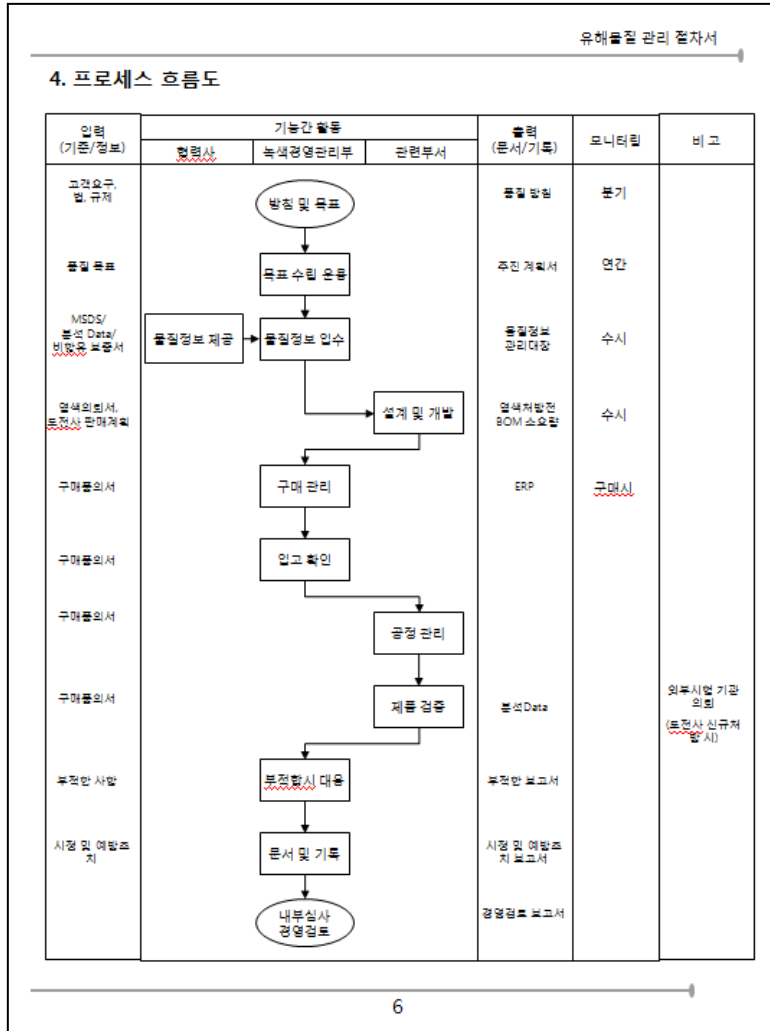 유해물질 관리 절차서
4. 프로세스 흐름도
입력
(기준/정보)
기능간 활동
출력
(문서/기록)
모니터링
비 고
협력사
녹색경영관리부
관련부서
고객요구,
법, 규제
방침 및 목표
품질 방침
분기
품질 목표
목표 수립 운용
추진 계획서
연간
MSDS/
분석 Data/
비함유 보증서
물질정보 제공
물질정보 입수
물질정보
관리대장
수시
염색의뢰서,
도전사 판매계획
설계 및 개발
염색처방전
BOM 소요량
수시
구매품의서
구매 관리
ERP
구매시
구매품의서
입고 확인
구매품의서
공정 관리
구매품의서
제품 검증
분석Data
외부시험 기관
의뢰
(도전사 신규처
방 시)
부적합 사항
부적합시 대응
부적합 보고서
시정 및 예방조
치
문서 및 기록
시정 및 예방조
치 보고서
내부심사
경영검토
경영검토 보고서
6